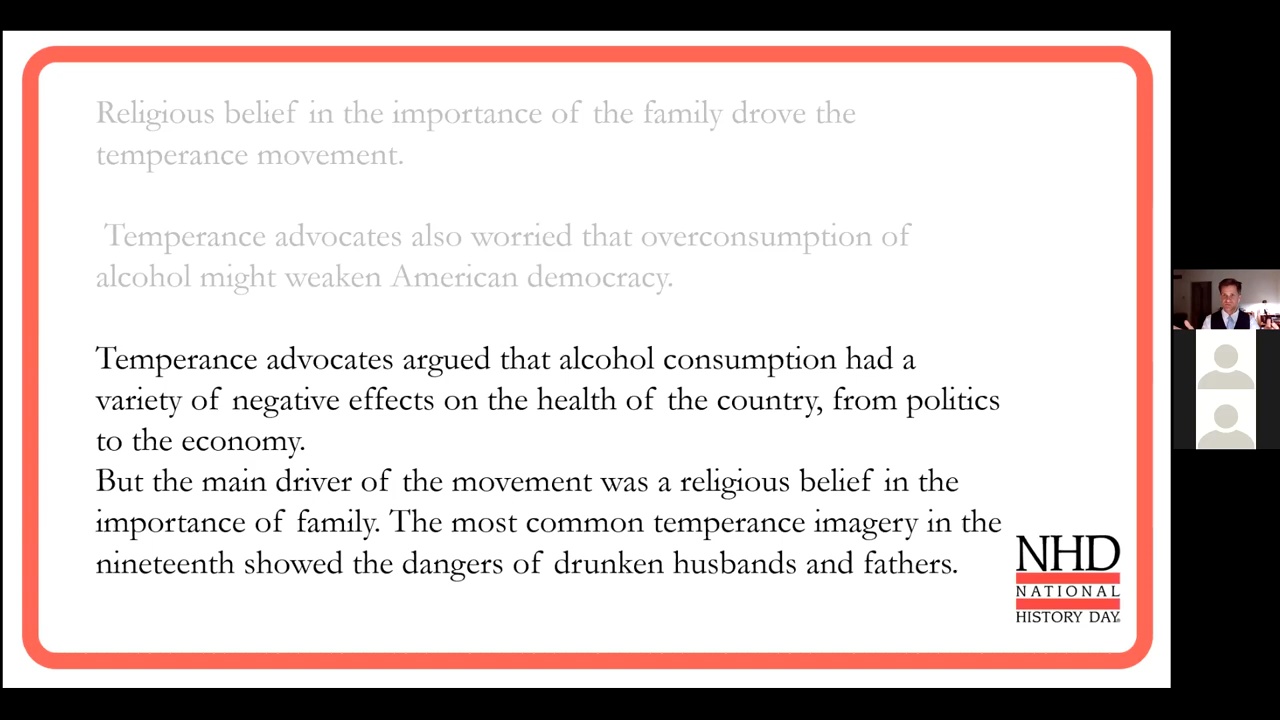 Religious belief in the importance of the family drove the
temperance movement.
Temperance advocates also worried that overconsumption of
alcohol might weaken American democracy.
Temperance advocates argued that alcohol consumption had a
variety of negative effects on the health of the country, from politics
to the economy.
But the main driver of the movement was a religious belief in the
importance of family. The most common temperance imagery in the
nineteenth showed the dangers of drunken husbands and fathers.
NHD
NATIONAL
HISTORY DAY